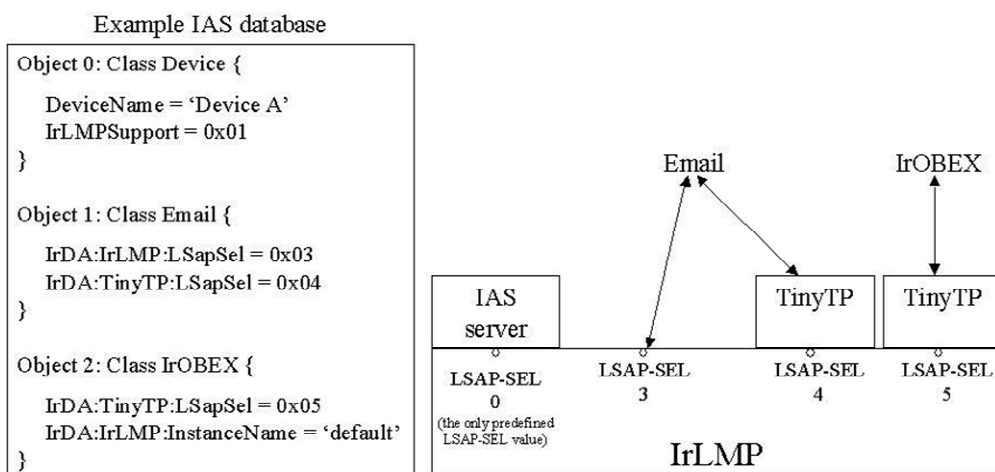 Example IAS database
Object 0: Class Device {
DeviceName = ‘Device A’
IrLMPSupport = 0x01
}
Object 1: Class Email {
IrDA:IrLMP:LSapSel = 0x03
IrDA:TinyTP:LSapSel = 0x04
}
Object 2: Class IrOBEX {
IrDA:TinyTP:LSapSel = 0x05
IrDA:IrLMP:InstanceName = ‘default’
}
Email
IrOBEX
IAS
server
TinyTP
TinyTP
LSAP-SEL
0
(the only predefined
LSAP-SEL value)
LSAP-SEL
3
LSAP-SEL
4
LSAP-SEL
5
IrLMP